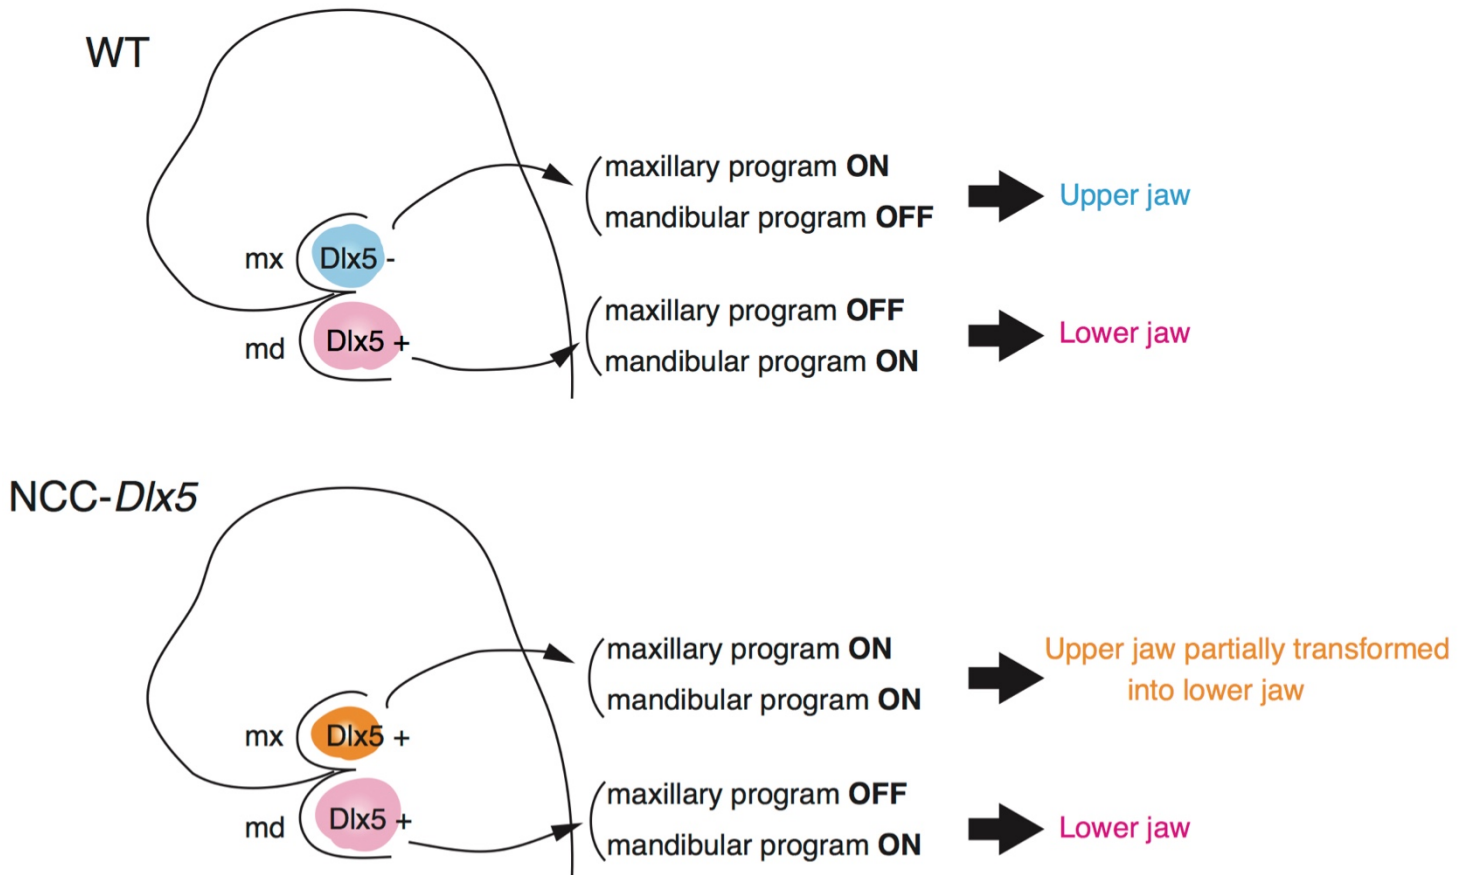 WT
maxillary program ON
mandibular program OFF
Upper jaw
mx
Dlx5 -
md
Dlx5 +
maxillary program OFF
mandibular program ON
Lower jaw
NCC-Dlx5
maxillary program ON
mandibular program ON
Upper jaw partially transformed
into lower jaw
mx
Dlx5 +
md
Dlx5 +
maxillary program OFF
mandibular program ON
Lower jaw